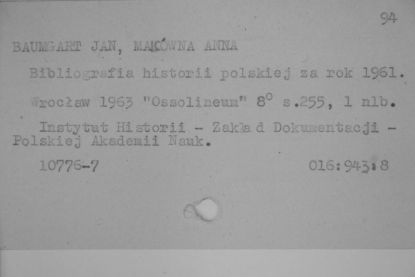 94
BAUMGART JAN, MAKÓWNA ANNA
Bibliografia historii polskiej za rok 1961.
Wrocław 1963 "Ossolineum" 8° s.255, 1 nlb.
Instytut Historii - Zakład Dokumentacji -
Polskiej Akademii Nauk.
10776-7 016:943.8